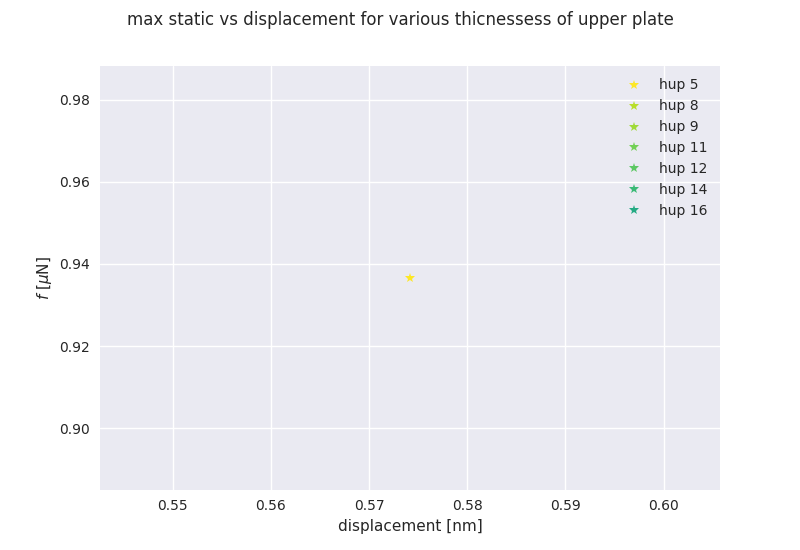 max static vs displacement for various thicnessess of upper plate
0.98
0.96
0.94
0.92
0.90
f [μN]
hup 5
hup 8
hup 9
hup 11
hup 12
hup 14
hup 16
0.55 0.56 0.57 0.58 0.59 0.60
displacement [nm]